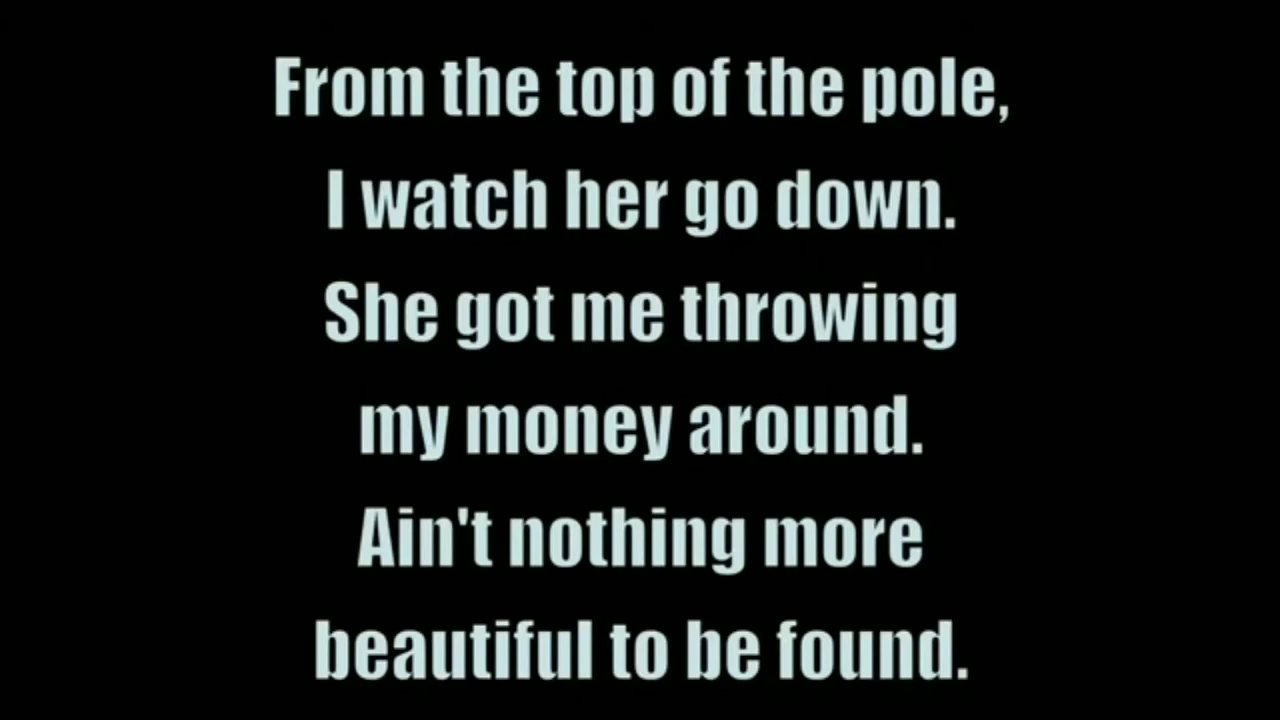 From the top of the pole,
I watch her go down.
She got me throwing
my money around.
Ain't nothing more
beautiful to be found.